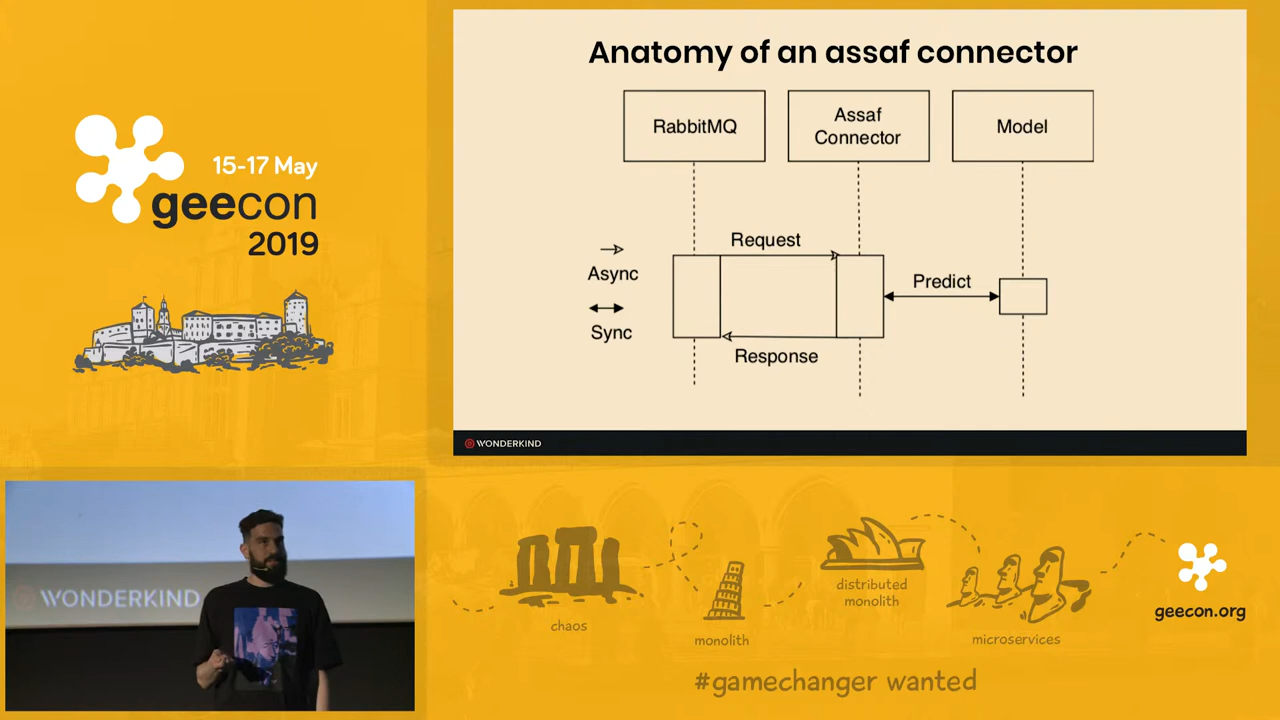 15-17 May
geecon
2019
Anatomy of an assaf connector
RabbitMQ
Assaf
Connector
Model
Request
Async
Predict
Sync
Response
WONDERKIND
WONDERKIND
chaos
monolith
distributed
monolith
microservices
geecon.org
#gamechanger wanted